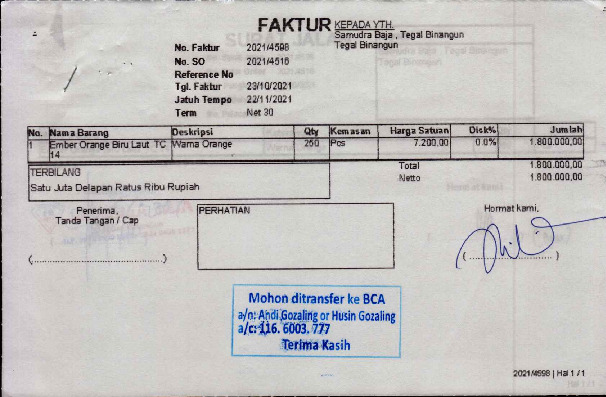 FAKTUR
KEPADA YTH.
Samudra Baja , Tegal Binangun
Tegal Binangun
No. Faktur 2021/4598
No. SO 2021/4616
Reference No
Tgl. Faktur 23/10/2021
Jatuh Tempo 22/11/2021
Term Net 30
No. Nama Barang Deskripsi Qty Kemasan Harga Satuan Disk% Jumlah
1 Ember Orange Biru Laut TC Warna Orange 250 Pcs 7.200,00 0.0% 1.800.000,00
14
Total 1.800.000,00
Netto 1.800.000,00
TERBILANG
Satu Juta Delapan Ratus Ribu Rupiah
Penerima,
Tanda Tangan / Cap
PERHATIAN
Hormat kami,
(..............................)
(........................)
Mohon ditransfer ke BCA
a/n: Andi Gozaling or Husin Gozaling
a/c: 116. 6003. 777
Terima Kasih
2021/4598 | Hal 1 / 1